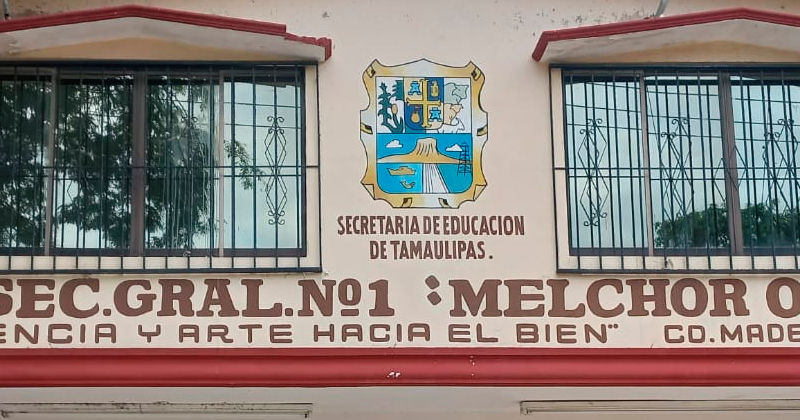 SECRETARIA DE EDUCACION
DE TAMAULIPAS.
SEC.GRAL.Nº1 "MELCHOR O
ENCIA Y ARTE HACIA EL BIEN" CD.MADE